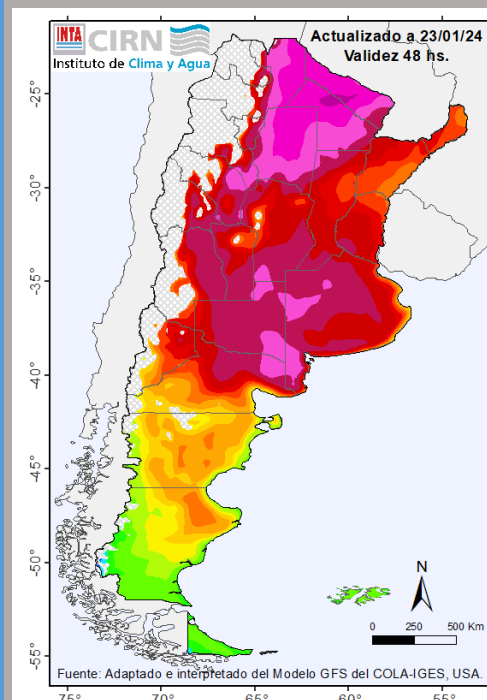 INTA CIRN
Instituto de Clima y Agua
Actualizado a 23/01/24
Validez 48 hs.
-25°
-30°
-35°
-40°
-45°
-50°
-55°
N
0 250 500 Km
Fuente: Adaptado e interpretado del Modelo GFS del COLA-IGES, USA.
-75° -70° -65° -60° -55°